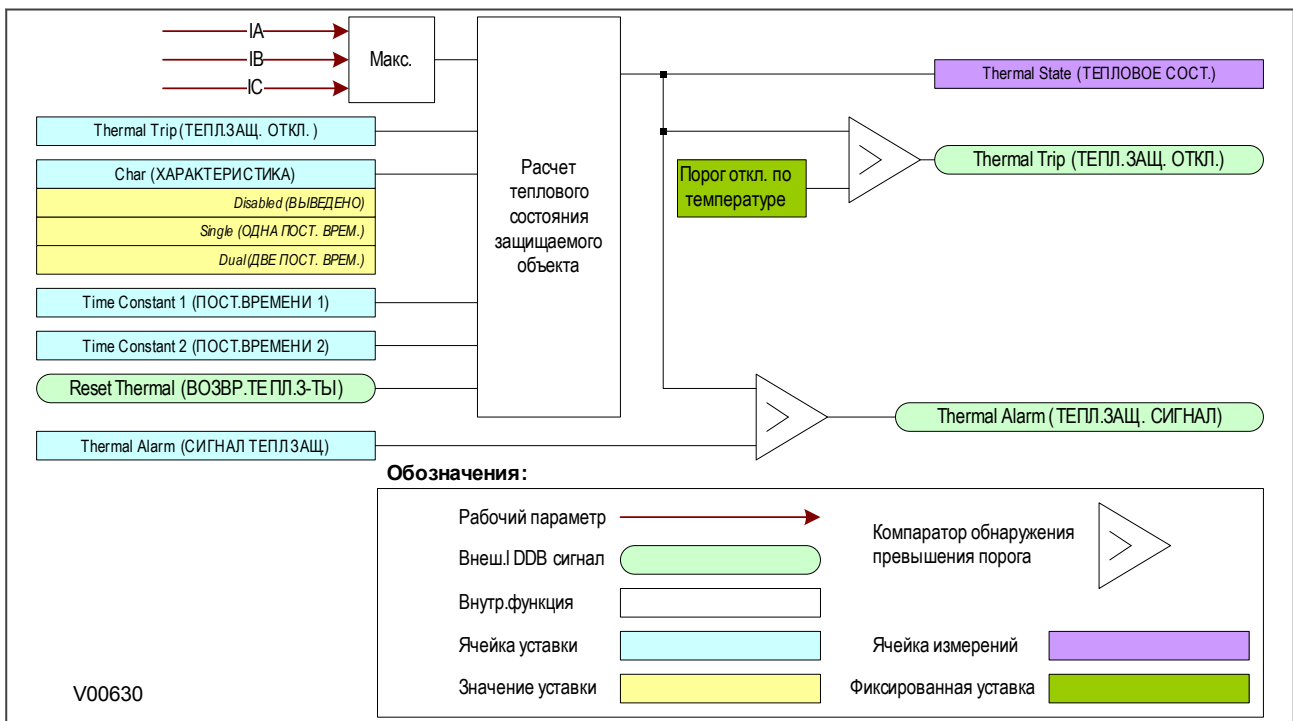 IA
IB
IC
Макс.
Thermal Trip (ТЕПЛ.ЗАЩ. ОТКЛ. )
Char (ХАРАКТЕРИСТИКА)
Disabled (ВЫВЕДЕНО)
Single (ОДНА ПОСТ. ВРЕМ.)
Dual (ДВЕ ПОСТ. ВРЕМ.)
Time Constant 1 (ПОСТ.ВРЕМЕНИ 1)
Time Constant 2 (ПОСТ.ВРЕМЕНИ 2)
Reset Thermal (ВОЗВР.ТЕПЛ.З-ТЫ)
Thermal Alarm (СИГНАЛ ТЕПЛ.ЗАЩ)
Расчет
теплового
состояния
защищаемого
объекта
Thermal State (ТЕПЛОВОЕ СОСТ.)
Порог откл. по
температуре
Thermal Trip (ТЕПЛ.ЗАЩ. ОТКЛ.)
Thermal Alarm (ТЕПЛ.ЗАЩ. СИГНАЛ)
Обозначения:
Рабочий параметр
Внеш.l DDB сигнал
Внутр.функция
Ячейка уставки
Значение уставки
Компаратор обнаружения
превышения порога
Ячейка измерений
Фиксированная уставка
V00630